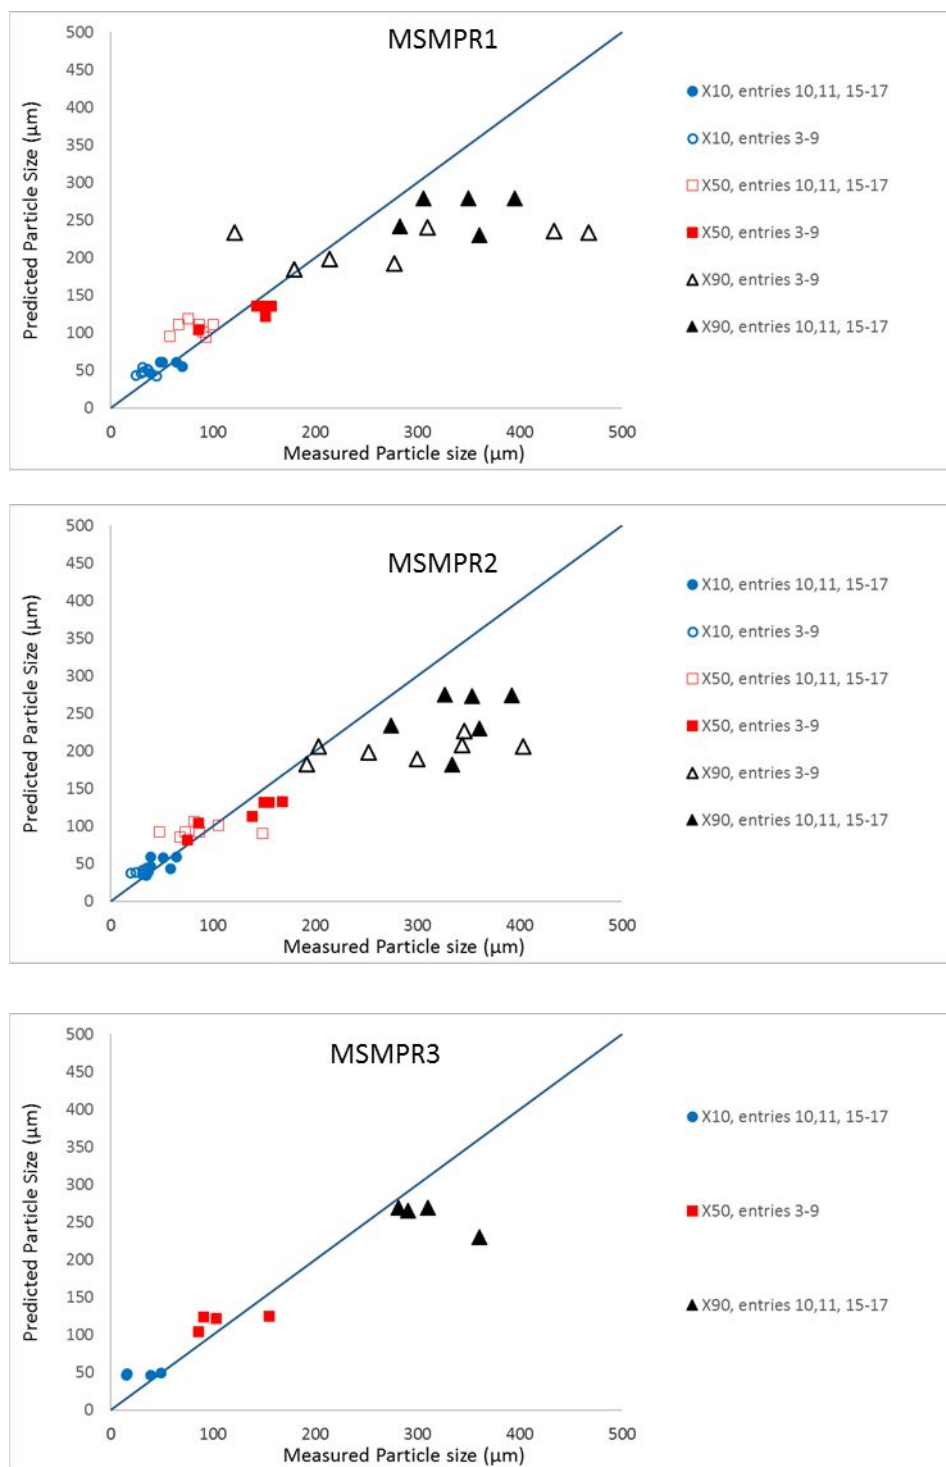 MSMPR1
Predicted Particle Size (µm)
500
450
400
350
300
250
200
150
100
50
0
0 100 200 300 400 500
Measured Particle size (µm)
X10, entries 10,11, 15-17
X10, entries 3-9
X50, entries 10,11, 15-17
X50, entries 3-9
X90, entries 3-9
X90, entries 10,11, 15-17
MSMPR2
Predicted Particle Size (µm)
500
450
400
350
300
250
200
150
100
50
0
0 100 200 300 400 500
Measured Particle size (µm)
X10, entries 10,11, 15-17
X10, entries 3-9
X50, entries 10,11, 15-17
X50, entries 3-9
X90, entries 3-9
X90, entries 10,11, 15-17
MSMPR3
Predicted Particle Size (µm)
500
450
400
350
300
250
200
150
100
50
0
0 100 200 300 400 500
Measured Particle size (µm)
X10, entries 10,11, 15-17
X50, entries 3-9
X90, entries 10,11, 15-17